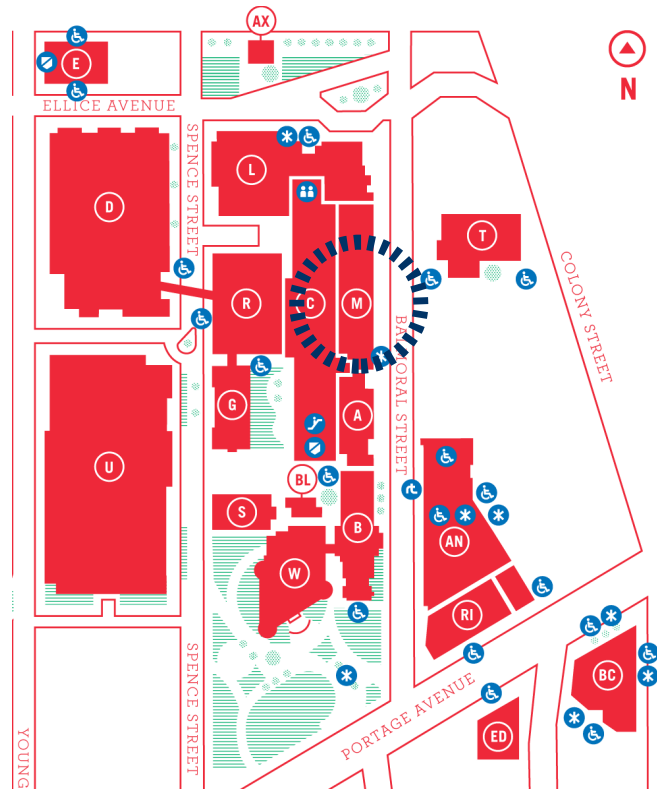 AX
E
N
ELLICE AVENUE
SPENCE STREET
L
D
T
COLONY STREET
R
C
M
BALMORAL STREET
G
A
U
BL
S
B
AN
W
RI
SPENCE STREET
BC
PORTAGE AVENUE
ED
YOUNG